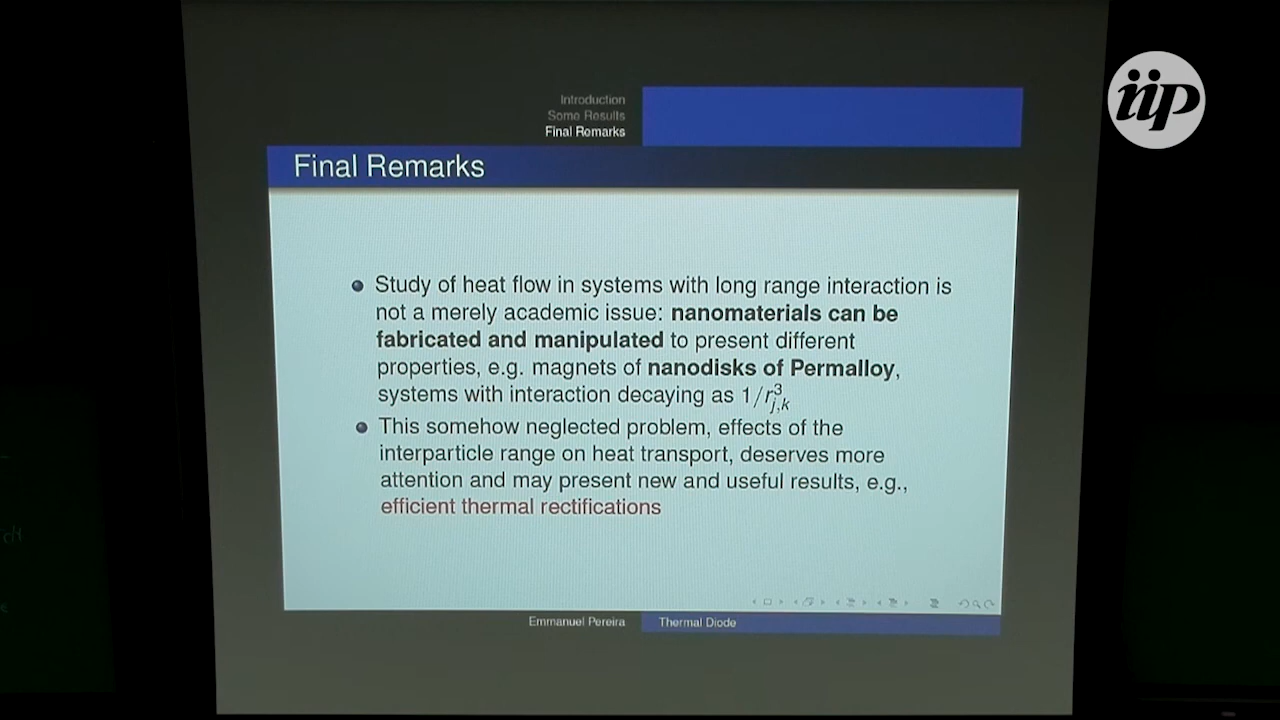 iip
Introduction
Some Results
Final Remarks
Final Remarks
Study of heat flow in systems with long range interaction is
not a merely academic issue: nanomaterials can be
fabricated and manipulated to present different
properties, e.g. magnets of nanodisks of Permalloy,
systems with interaction decaying as 1/r³j,k
This somehow neglected problem, effects of the
interparticle range on heat transport, deserves more
attention and may present new and useful results, e.g.,
efficient thermal rectifications
Emmanuel Pereira
Thermal Diode